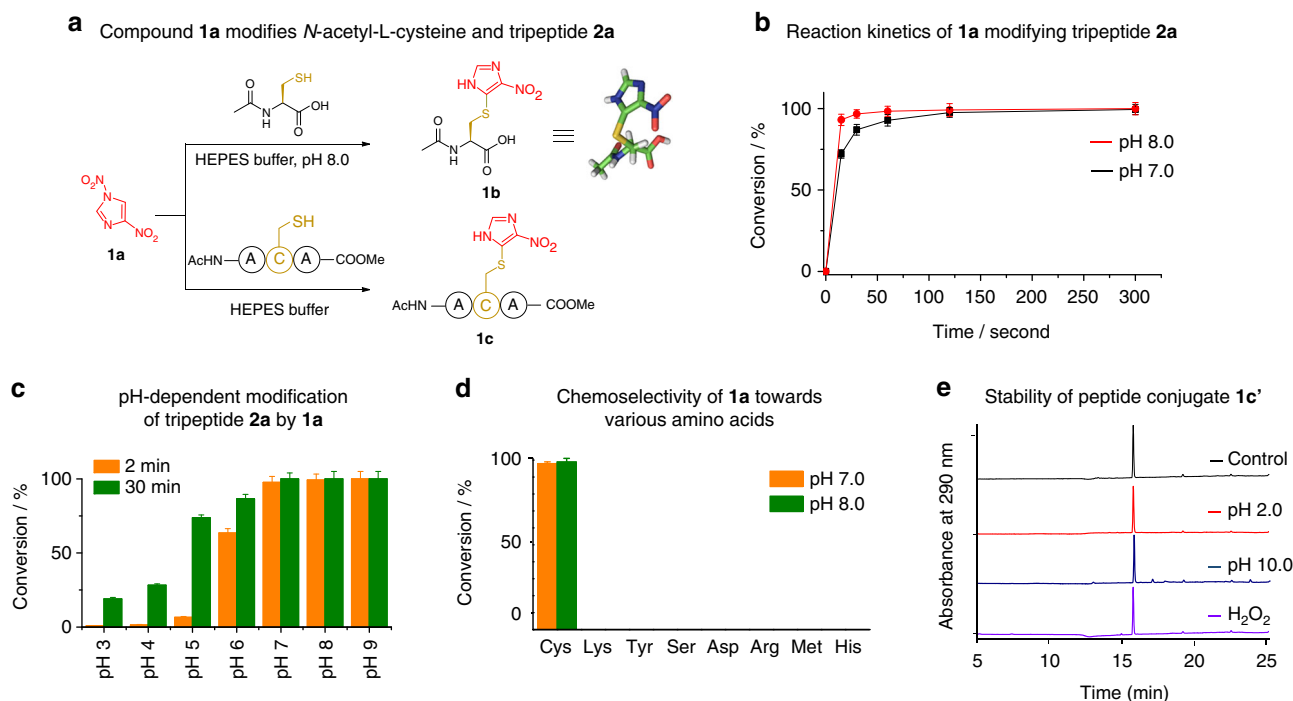 a Compound 1a modifies N-acetyl-L-cysteine and tripeptide 2a
SH
O
N
H
OH
O
HEPES buffer, pH 8.0
N
HN
NO2
S
O
N
H
OH
O
1b
O2N
N
N
NO2
1a
SH
AcHN
A
C
A
COOMe
HEPES buffer
N
HN
NO2
S
AcHN
A
C
A
COOMe
1c
b Reaction kinetics of 1a modifying tripeptide 2a
Conversion / %
100
50
0
pH 8.0
pH 7.0
0 50 100 150 200 250 300
Time / second
c pH-dependent modification
of tripeptide 2a by 1a
2 min
30 min
Conversion / %
100
50
0
pH 3 pH 4 pH 5 pH 6 pH 7 pH 8 pH 9
d Chemoselectivity of 1a towards
various amino acids
Conversion / %
100
50
0
pH 7.0
pH 8.0
Cys Lys Tyr Ser Asp Arg Met His
e Stability of peptide conjugate 1c’
Absorbance at 290 nm
Control
pH 2.0
pH 10.0
H2O2
5 10 15 20 25
Time (min)